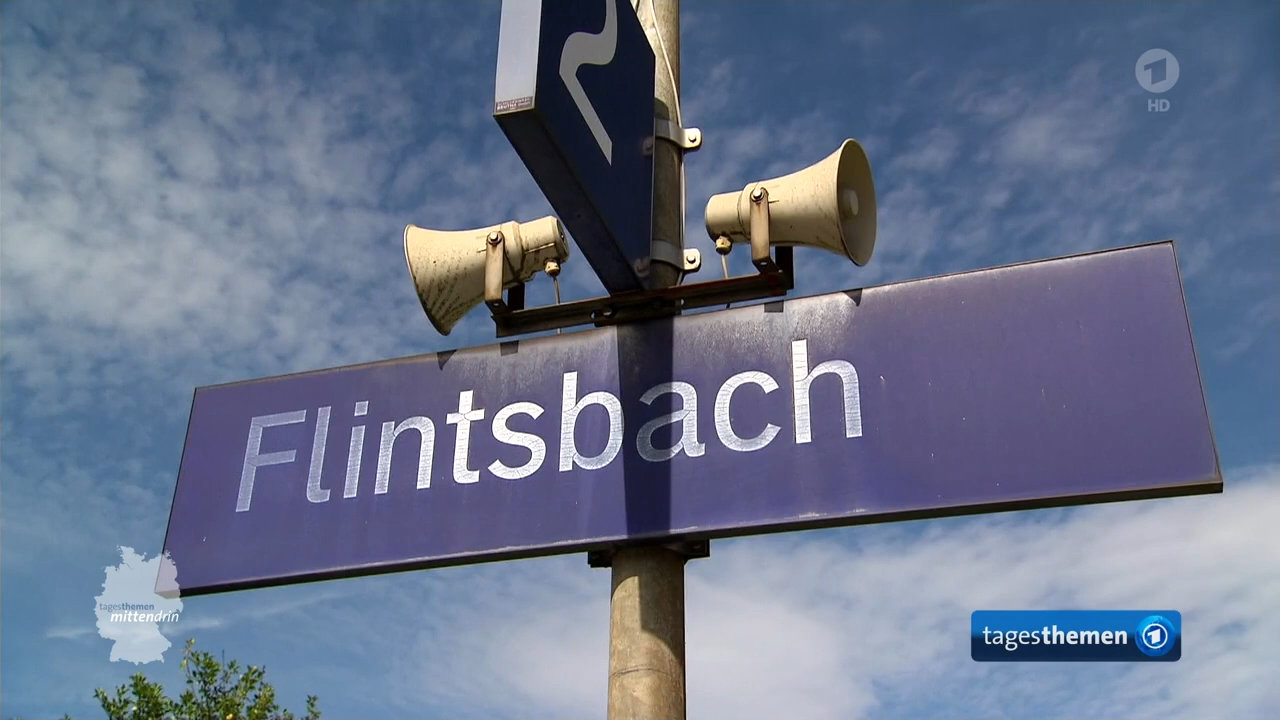 HD
Flintsbach
tagesthemen
mittendrin
tagesthemen